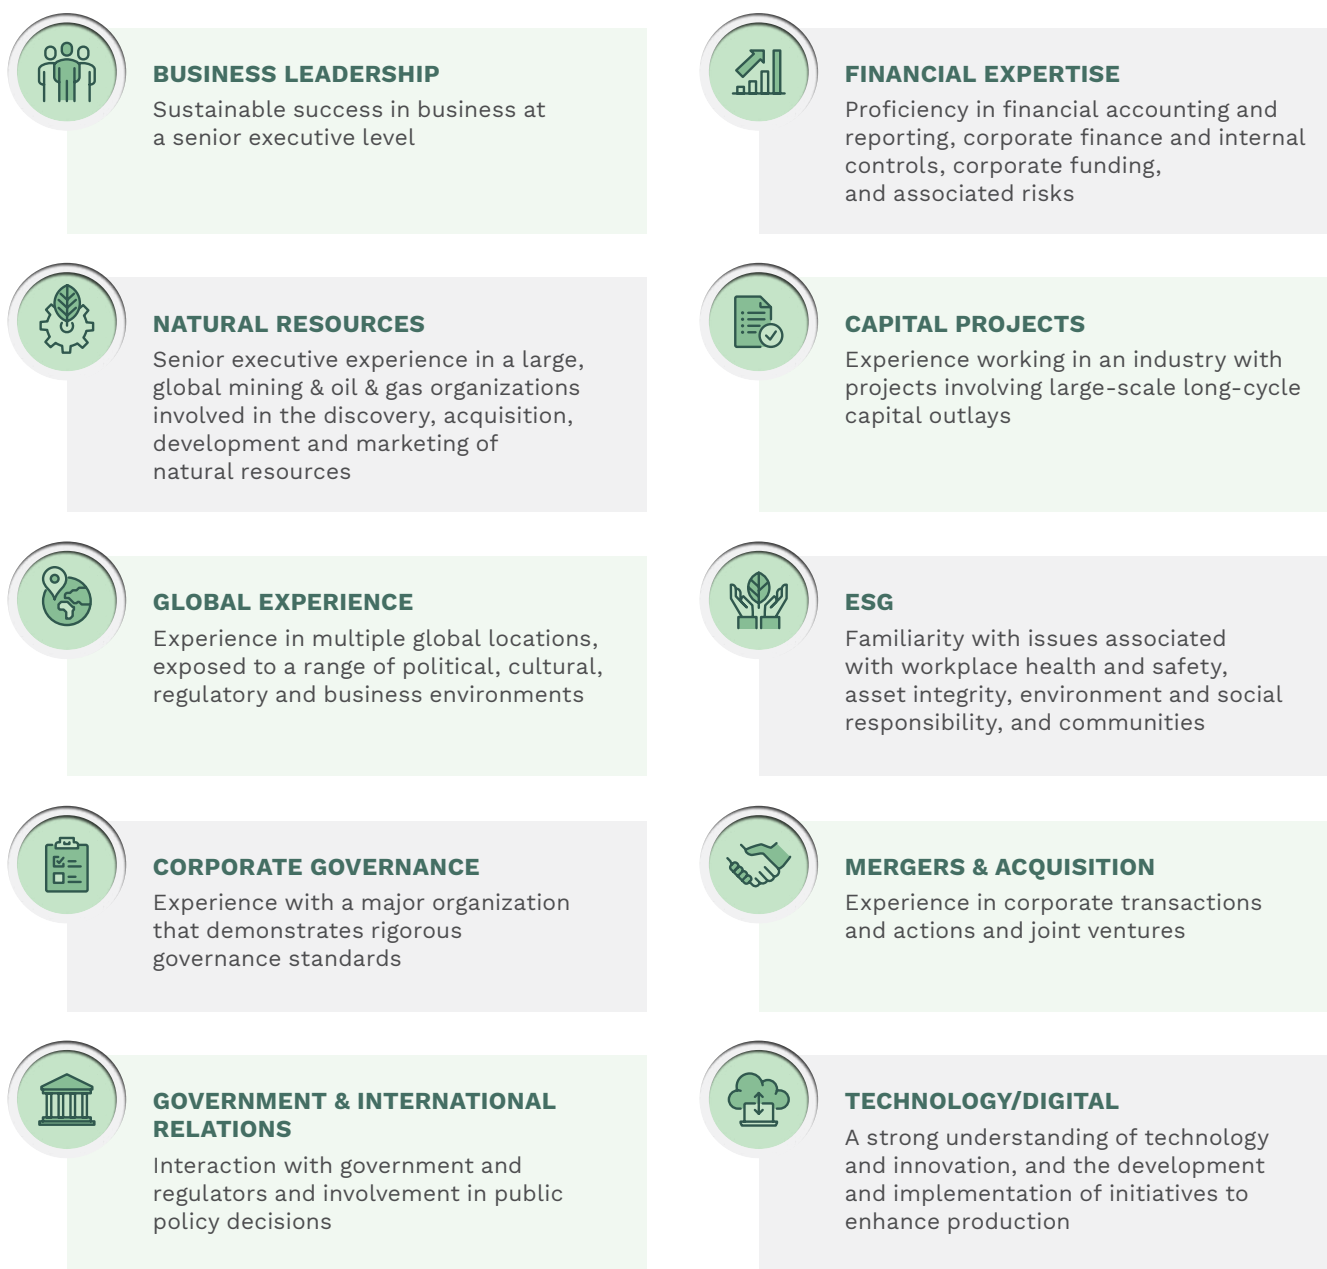 BUSINESS LEADERSHIP
Sustainable success in business at
a senior executive level
FINANCIAL EXPERTISE
Proficiency in financial accounting and
reporting, corporate finance and internal
controls, corporate funding,
and associated risks
NATURAL RESOURCES
Senior executive experience in a large,
global mining & oil & gas organizations
involved in the discovery, acquisition,
development and marketing of
natural resources
CAPITAL PROJECTS
Experience working in an industry with
projects involving large-scale long-cycle
capital outlays
GLOBAL EXPERIENCE
Experience in multiple global locations,
exposed to a range of political, cultural,
regulatory and business environments
ESG
Familiarity with issues associated
with workplace health and safety,
asset integrity, environment and social
responsibility, and communities
CORPORATE GOVERNANCE
Experience with a major organization
that demonstrates rigorous
governance standards
MERGERS & ACQUISITION
Experience in corporate transactions
and actions and joint ventures
GOVERNMENT & INTERNATIONAL
RELATIONS
Interaction with government and
regulators and involvement in public
policy decisions
TECHNOLOGY/DIGITAL
A strong understanding of technology
and innovation, and the development
and implementation of initiatives to
enhance production